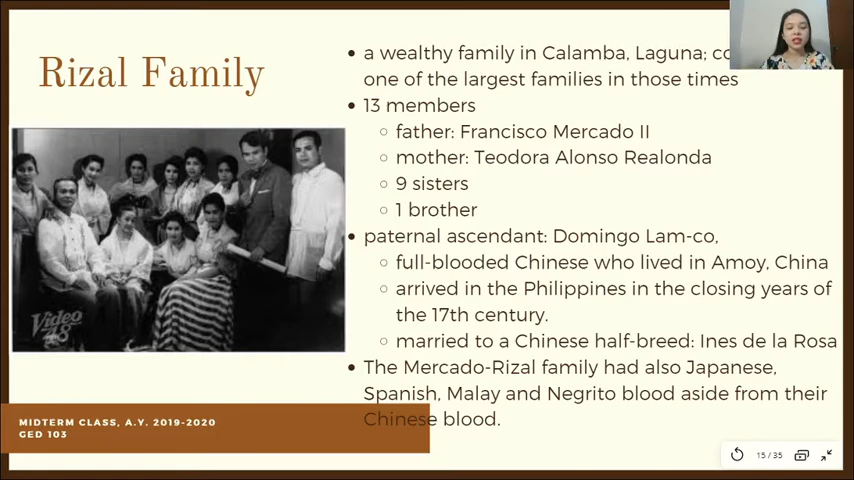 Rizal Family
Video 48
MIDTERM CLASS, A.Y. 2019-2020
GED 103
• a wealthy family in Calamba, Laguna;
one of the largest families in those times
• 13 members
○ father: Francisco Mercado II
○ mother: Teodora Alonso Realonda
○ 9 sisters
○ 1 brother
• paternal ascendant: Domingo Lam-co,
○ full-blooded Chinese who lived in Amoy, China
○ arrived in the Philippines in the closing years of
the 17th century.
○ married to a Chinese half-breed: Ines de la Rosa
• The Mercado-Rizal family had also Japanese,
Spanish, Malay and Negrito blood aside from their
Chinese blood.
15 / 35